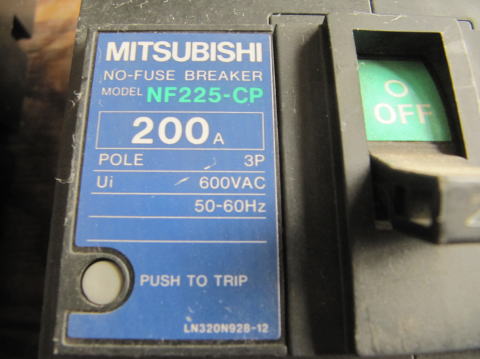 MITSUBISHI
NO-FUSE BREAKER
MODEL NF225-CP
200A
POLE 3P
Ui 600VAC
50-60Hz
PUSH TO TRIP
LN320N928-12
O
OFF